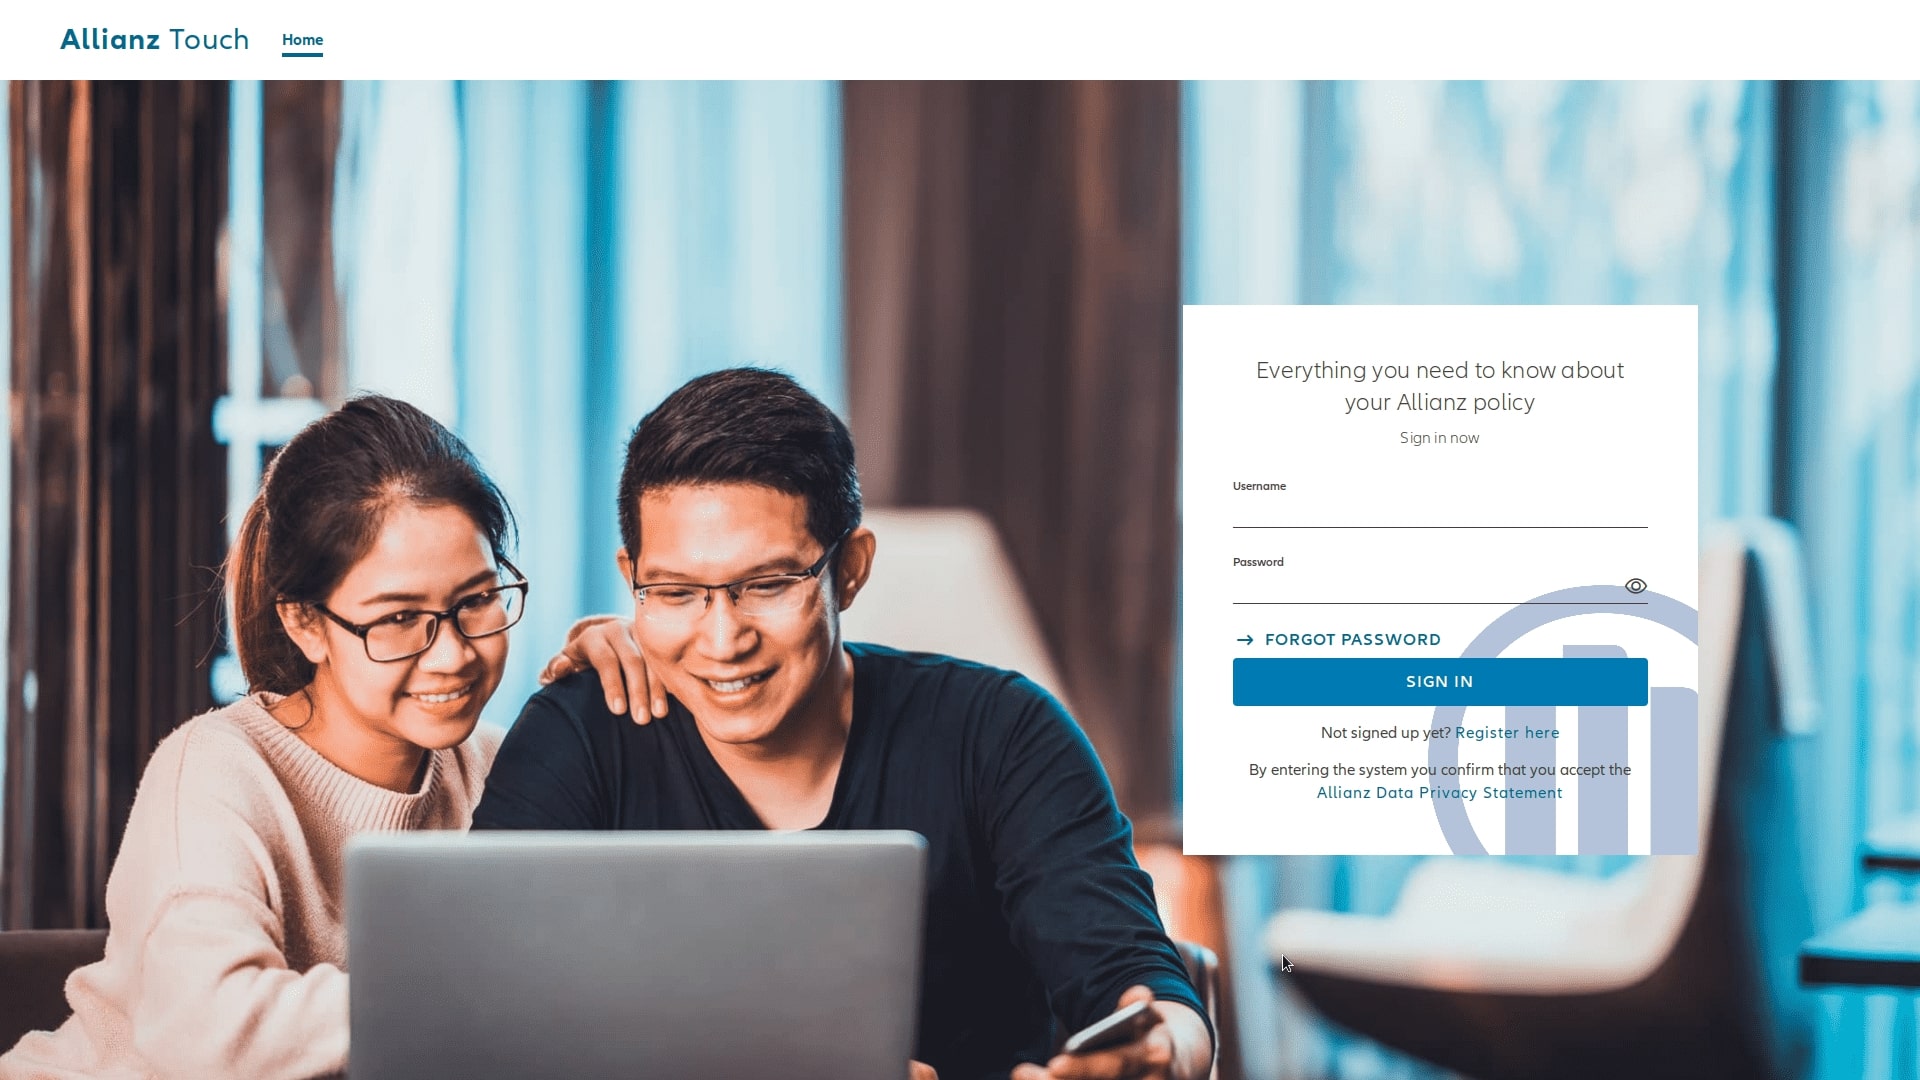 Allianz Touch
Home
Everything you need to know about
your Allianz policy
Sign in now
Username
Password
FORGOT PASSWORD
SIGN IN
Not signed up yet? Register here
By entering the system you confirm that you accept the
Allianz Data Privacy Statement